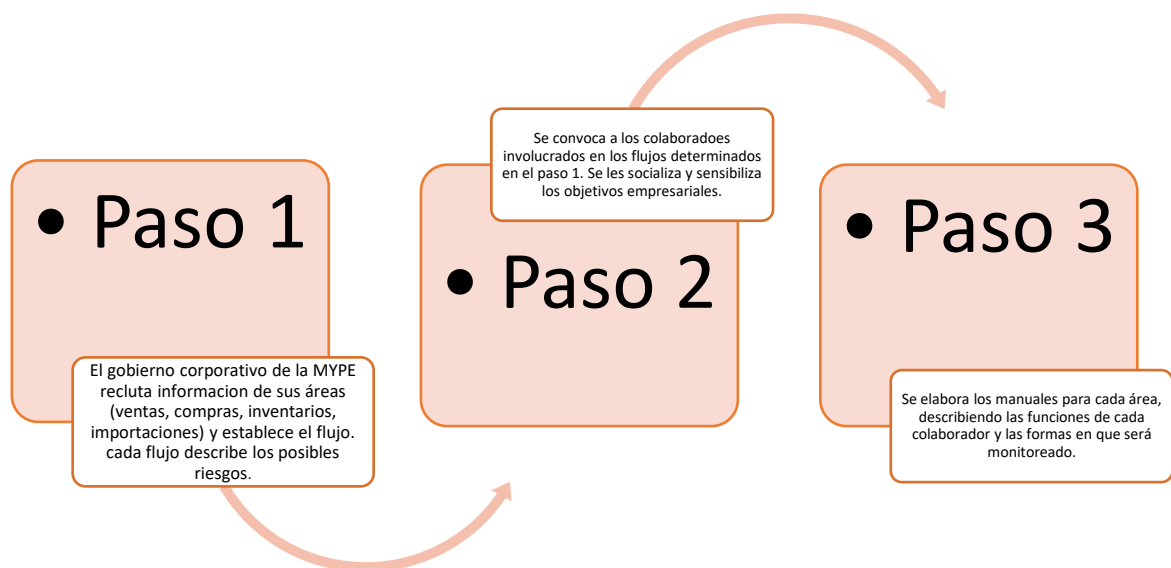 • Paso 1
El gobierno corporativo de la MYPE
recluta informacion de sus áreas
(ventas, compras, inventarios,
importaciones) y establece el flujo.
cada flujo describe los posibles
riesgos.
Se convoca a los colaboradoes
involucrados en los flujos determinados
en el paso 1. Se les socializa y sensibiliza
los objetivos empresariales.
• Paso 2
• Paso 3
Se elabora los manuales para cada área,
describiendo las funciones de cada
colaborador y las formas en que será
monitoreado.